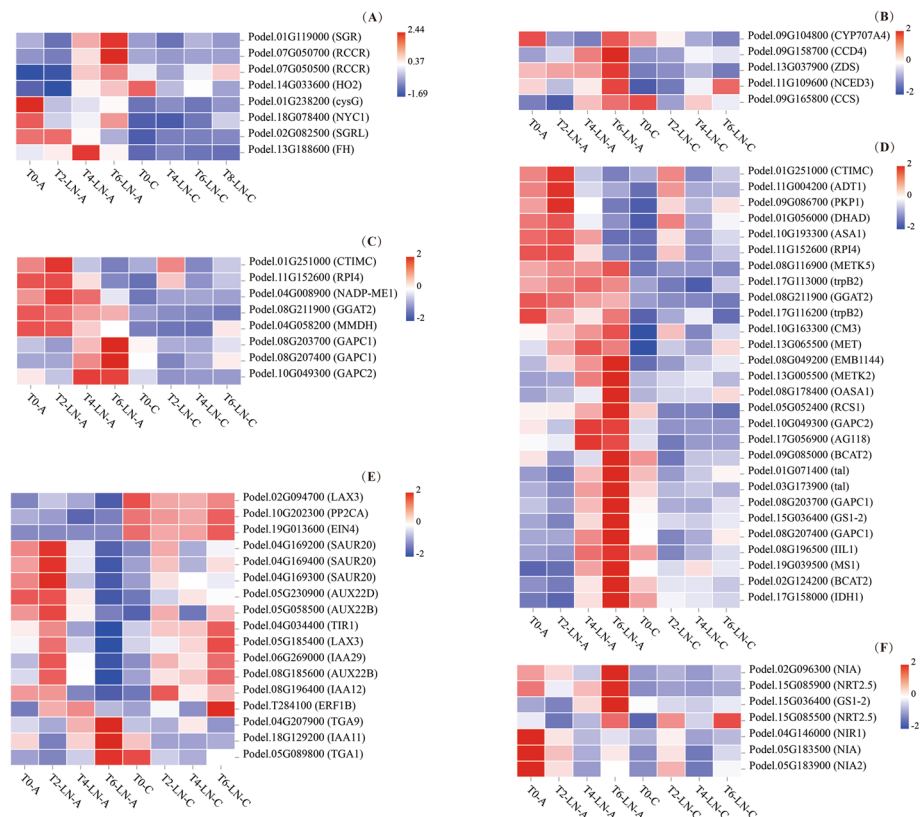 (A)
Podel.01G119000 (SGR)
Podel.07G050700 (RCCR)
Podel.07G050500 (RCCR)
Podel.14G033600 (HO2)
Podel.01G238200 (cysG)
Podel.18G078400 (NYC1)
Podel.02G082500 (SGRL)
Podel.13G188600 (FH)
2.44
0.37
-1.69
T0-A
T2-LN-A
T4-LN-A
T6-LN-A
T0-C
T4-LN-C
T6-LN-C
T8-LN-C
(B)
Podel.09G104800 (CYP707A4)
Podel.09G158700 (CCD4)
Podel.13G037900 (ZDS)
Podel.11G109600 (NCED3)
Podel.09G165800 (CCS)
2
0
-2
T0-A
T2-LN-A
T4-LN-A
T6-LN-A
T0-C
T2-LN-C
T4-LN-C
T6-LN-C
(C)
Podel.01G251000 (CTIMC)
Podel.11G152600 (RPI4)
Podel.04G008900 (NADP-ME1)
Podel.08G211900 (GGAT2)
Podel.04G058200 (MMDH)
Podel.08G203700 (GAPC1)
Podel.08G207400 (GAPC1)
Podel.10G049300 (GAPC2)
2
0
-2
T0-A
T2-LN-A
T4-LN-A
T6-LN-A
T0-C
T2-LN-C
T4-LN-C
T6-LN-C
(D)
Podel.01G251000 (CTIMC)
Podel.11G004200 (ADT1)
Podel.09G086700 (PKP1)
Podel.01G056000 (DHAD)
Podel.10G193300 (ASA1)
Podel.11G152600 (RPI4)
Podel.08G116900 (METK5)
Podel.17G113000 (trpB2)
Podel.08G211900 (GGAT2)
Podel.17G116200 (trpB2)
Podel.10G163300 (CM3)
Podel.13G065500 (MET)
Podel.08G049200 (EMB1144)
Podel.13G005500 (METK2)
Podel.08G178400 (OASA1)
Podel.05G052400 (RCS1)
Podel.10G049300 (GAPC2)
Podel.17G056900 (AG118)
Podel.09G085000 (BCAT2)
Podel.01G071400 (tal)
Podel.03G173900 (tal)
Podel.08G203700 (GAPC1)
Podel.15G036400 (GS1-2)
Podel.08G207400 (GAPC1)
Podel.08G196500 (IIL1)
Podel.19G039500 (MS1)
Podel.02G124200 (BCAT2)
Podel.17G158000 (IDH1)
2
0
-2
T0-A
T2-LN-A
T4-LN-A
T6-LN-A
T0-C
T2-LN-C
T4-LN-C
T6-LN-C
(E)
Podel.02G094700 (LAX3)
Podel.10G202300 (PP2CA)
Podel.19G013600 (EIN4)
Podel.04G169200 (SAUR20)
Podel.04G169400 (SAUR20)
Podel.04G169300 (SAUR20)
Podel.05G230900 (AUX22D)
Podel.05G058500 (AUX22B)
Podel.04G034400 (TIR1)
Podel.05G185400 (LAX3)
Podel.06G269000 (IAA29)
Podel.08G185600 (AUX22B)
Podel.08G196400 (IAA12)
Podel.T284100 (ERF1B)
Podel.04G207900 (TGA9)
Podel.18G129200 (IAA11)
Podel.05G089800 (TGA1)
2
0
-2
T0-A
T2-LN-A
T4-LN-A
T6-LN-A
T0-C
T2-LN-C
T4-LN-C
T6-LN-C
(F)
Podel.02G096300 (NIA)
Podel.15G085900 (NRT2.5)
Podel.15G036400 (GS1-2)
Podel.15G085500 (NRT2.5)
Podel.04G146000 (NIR1)
Podel.05G183500 (NIA)
Podel.05G183900 (NIA2)
2
0
-2
T0-A
T2-LN-A
T4-LN-A
T6-LN-A
T0-C
T2-LN-C
T4-LN-C
T6-LN-C